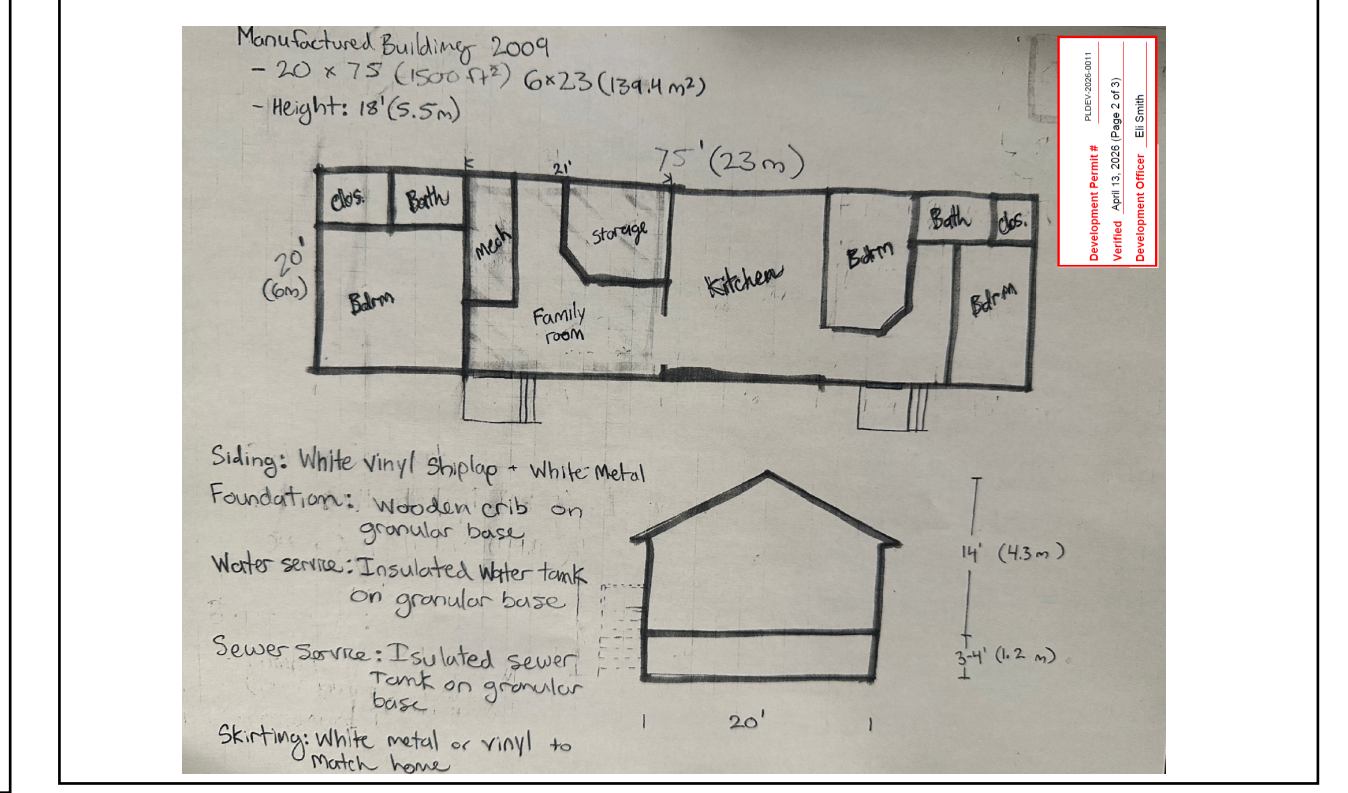 Manufactured Building 2009
- 20 x 75 (1500 ft²) 6x23 (139.4 m²)
- Height: 18' (5.5m)
75' (23m)
21'
20'
(6m)
Clos.
Bath
Mech
Storage
Bdrm
Family
room
Kitchen
Bdrm
Bath
Clos.
Bdrm
Siding: White Vinyl Shiplap + White Metal
Foundation: Wooden crib on
granular base
Water service: Insulated Water tank
on granular base
Sewer Servre: Isulated sewer
Tank on granular
base
Skirting: White metal or vinyl to
Match home
14' (4.3m)
3-4' (1.2 m)
20'
Development Permit # PLDEV-2026-0011
Verified April 13, 2026 (Page 2 of 3)
Development Officer Eli Smith